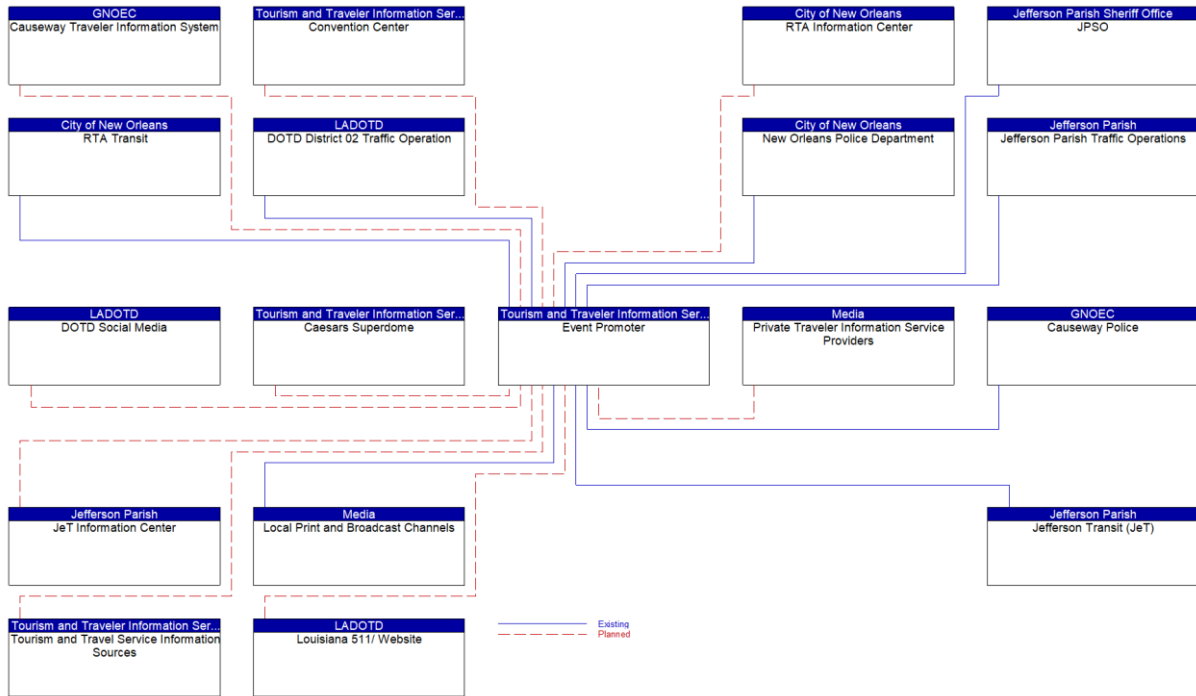 GNOEC
Causeway Traveler Information System
Tourism and Traveler Information Ser...
Convention Center
City of New Orleans
RTA Information Center
Jefferson Parish Sheriff Office
JPSO
City of New Orleans
RTA Transit
LADOTD
DOTD District 02 Traffic Operation
City of New Orleans
New Orleans Police Department
Jefferson Parish
Jefferson Parish Traffic Operations
LADOTD
DOTD Social Media
Tourism and Traveler Information Ser...
Caesars Superdome
Tourism and Traveler Information Ser...
Event Promoter
Media
Private Traveler Information Service
Providers
GNOEC
Causeway Police
Jefferson Parish
JeT Information Center
Media
Local Print and Broadcast Channels
Jefferson Parish
Jefferson Transit (JeT)
Tourism and Traveler Information Ser...
Tourism and Travel Service Information
Sources
LADOTD
Louisiana 511/ Website
Existing
Planned